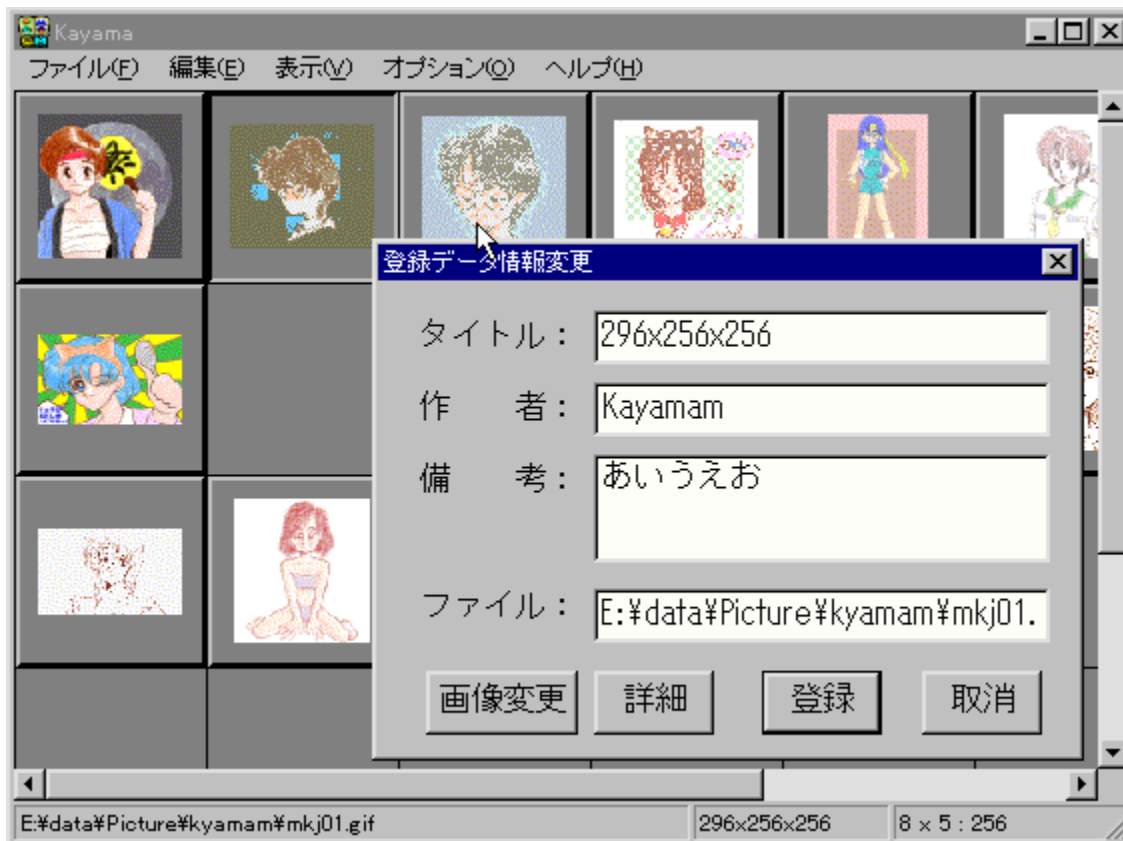 Kayama
ファイル(F) 編集(E) 表示(V) オプション(O) ヘルプ(H)
登録データ情報変更
タイトル： 296x256x256
作　者： Kayamam
備　考： あいうえお
ファイル： E:¥data¥Picture¥kyamam¥mkj01.
画像変更 詳細 登録 取消
E:¥data¥Picture¥kyamam¥mkj01.gif 296x256x256 8 x 5 : 256